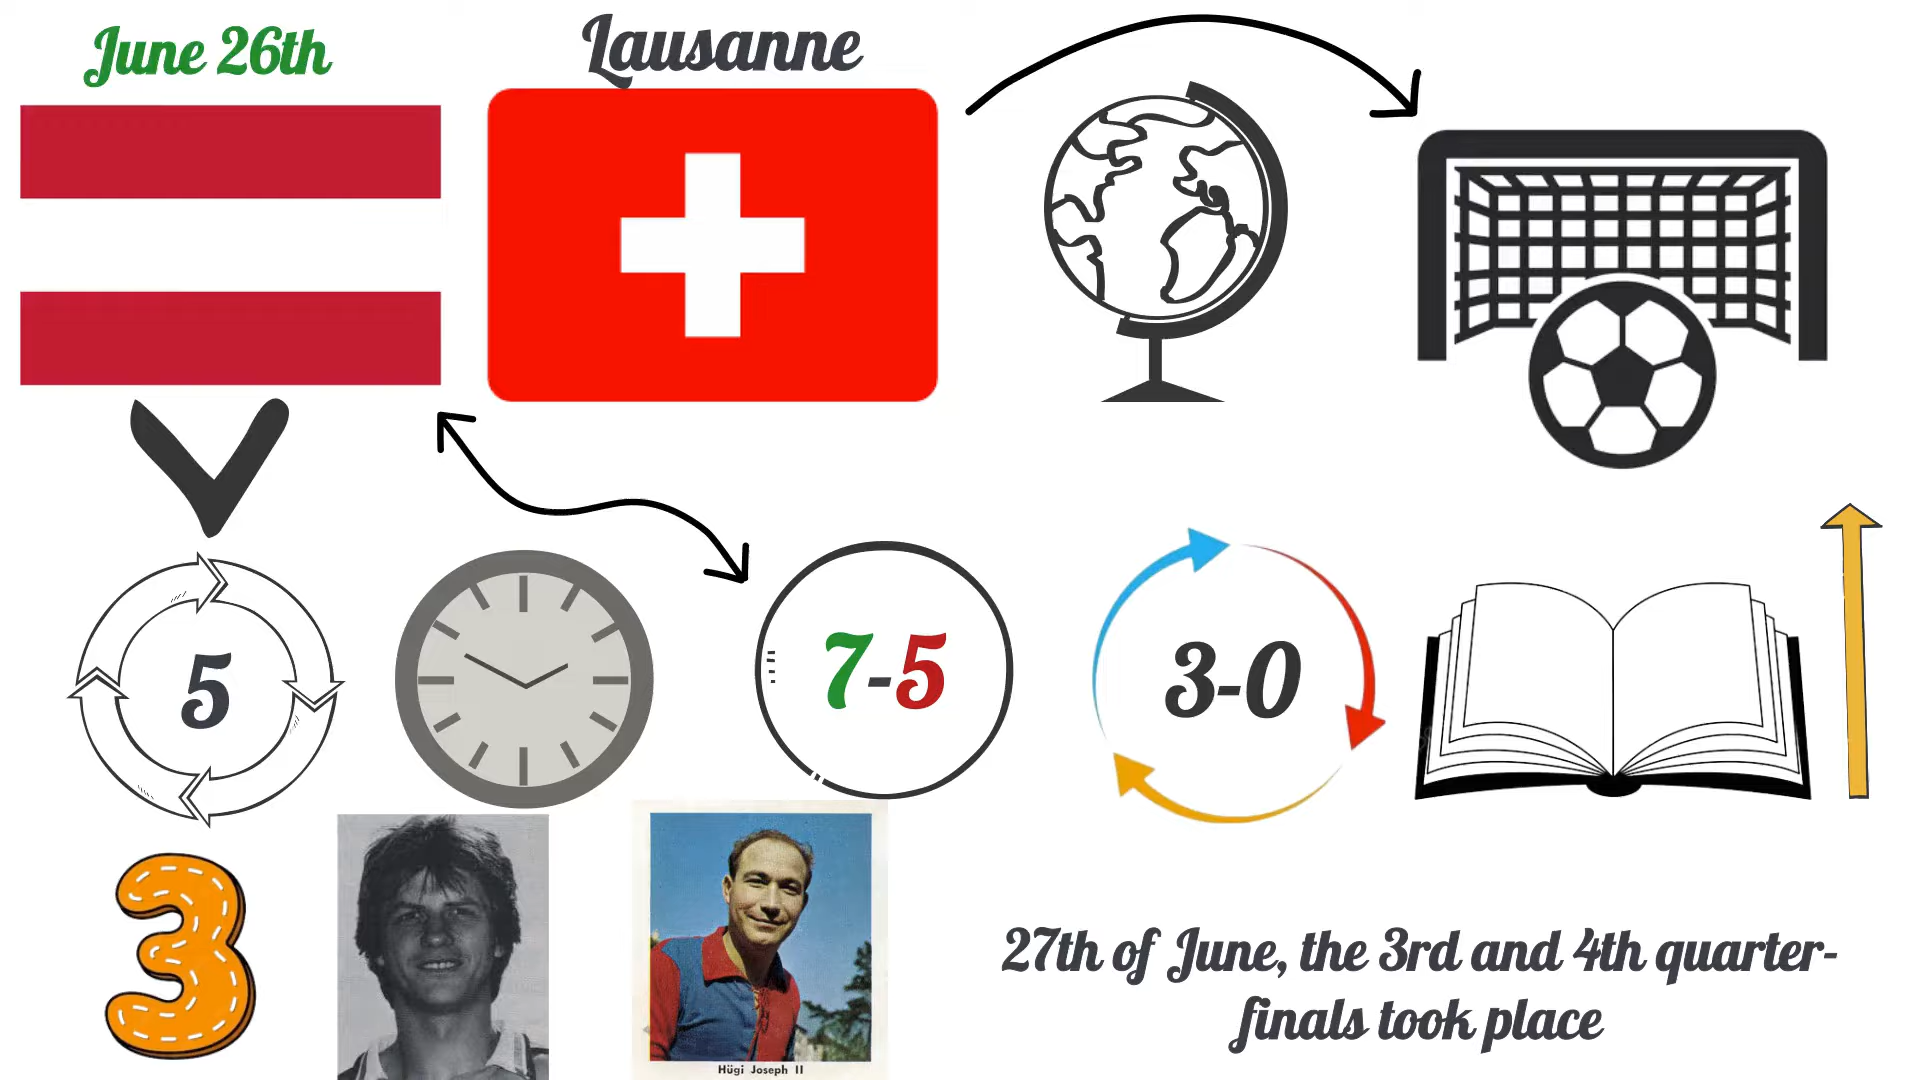 June 26th
Lausanne
5
7-5
3-0
3
Hügi Joseph II
27th of June, the 3rd and 4th quarter-
finals took place